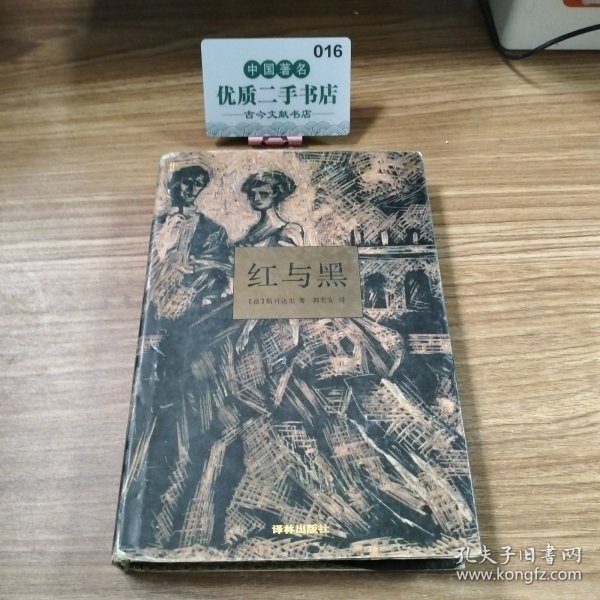 016
中国著名
优质二手书店
古今文献书店
红与黑
[法]斯丹达尔 著 郭宏安 译
译林出版社
孔夫子旧书网
www.kongfz.com